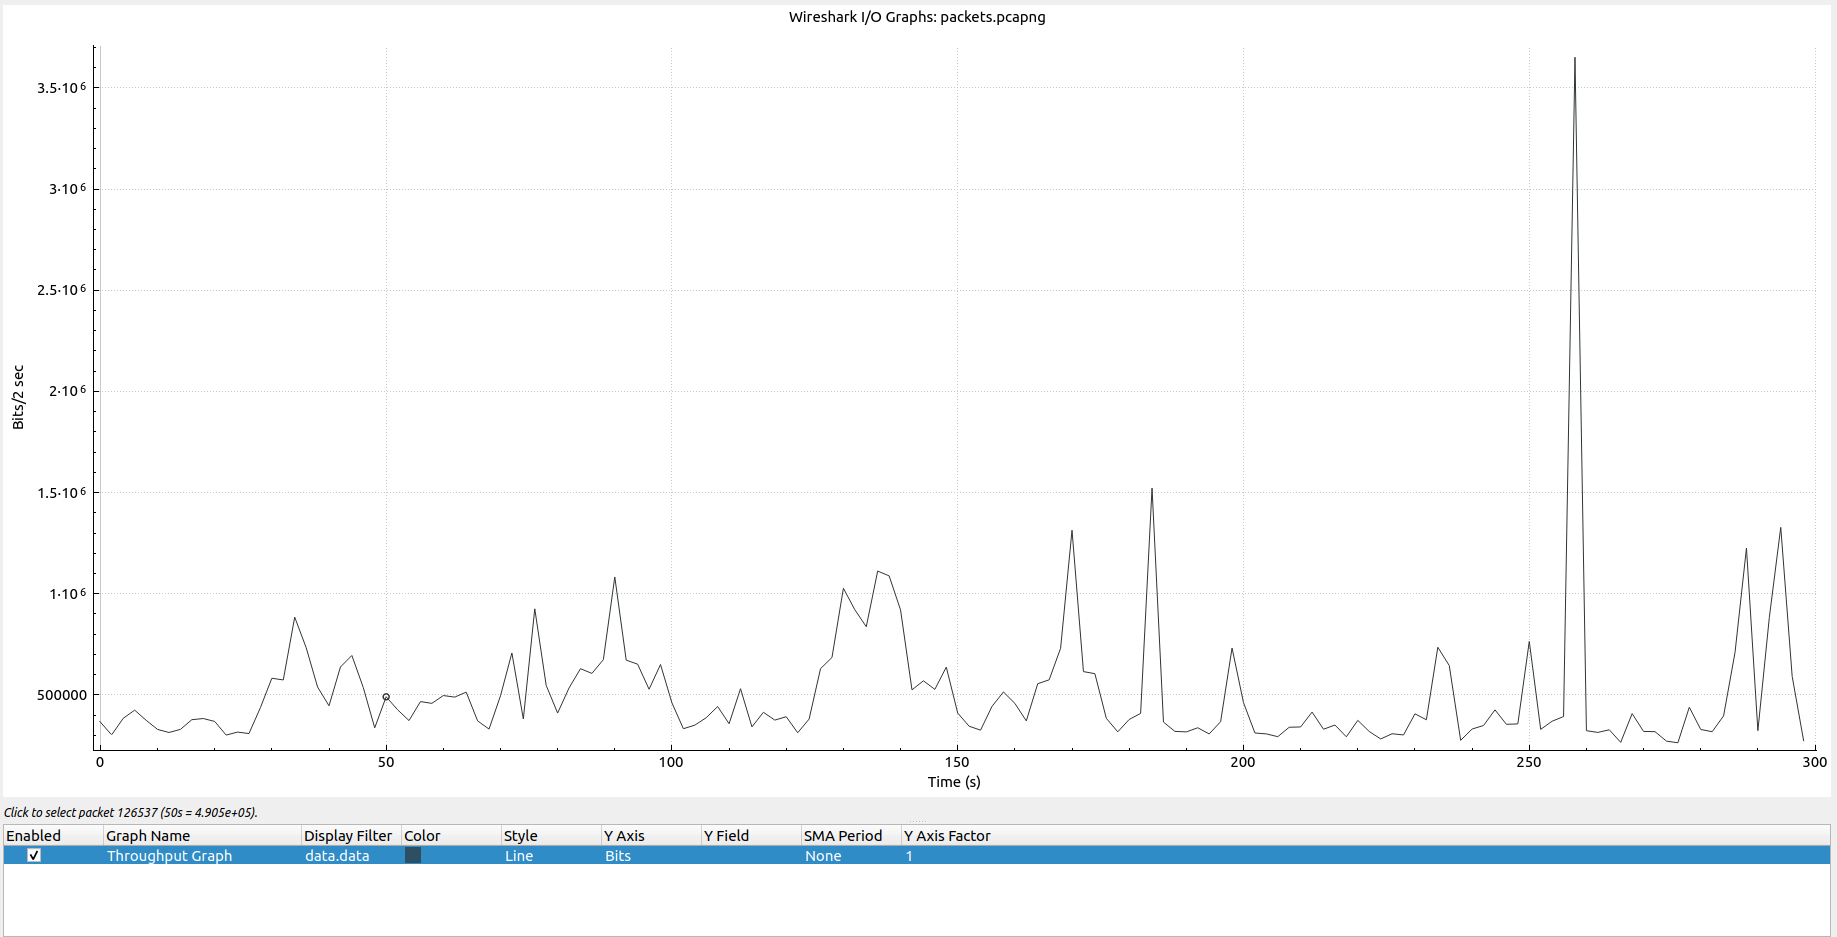 Wireshark I/O Graphs: packets.pcapng
3.5·10⁶
3·10⁶
2.5·10⁶
2·10⁶
1.5·10⁶
1·10⁶
500000
Bits/2 sec
0 50 100 150 200 250 300
Time (s)
Click to select packet 126537 (50s = 4.905e+05).
Enabled Graph Name Display Filter Color Style Y Axis Y Field SMA Period Y Axis Factor
Throughput Graph data.data Line Bits None 1